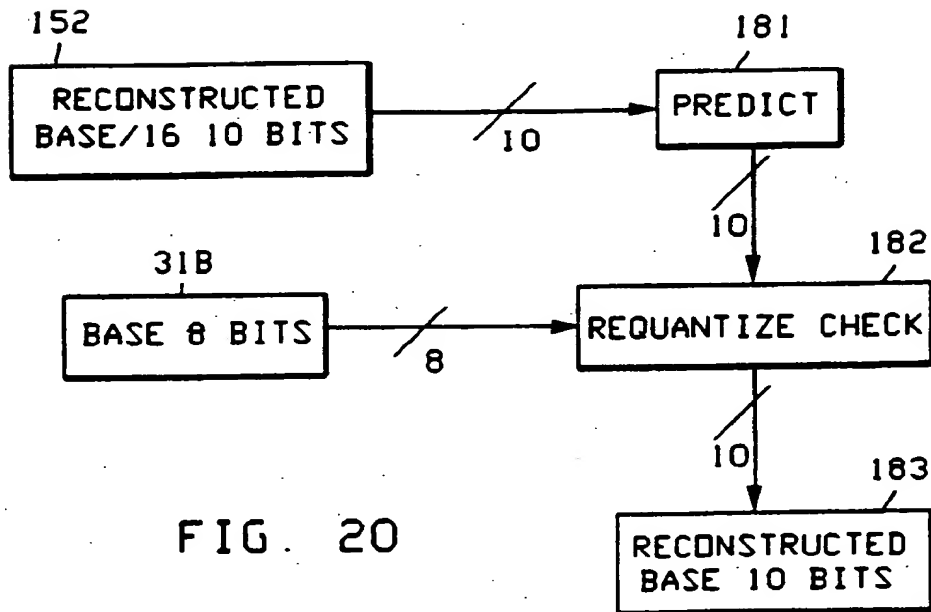 152
RECONSTRUCTED
BASE/16 10 BITS
10
181
PREDICT
10
31B
BASE 8 BITS
8
182
REQUANTIZE CHECK
10
183
RECONSTRUCTED
BASE 10 BITS
FIG. 20